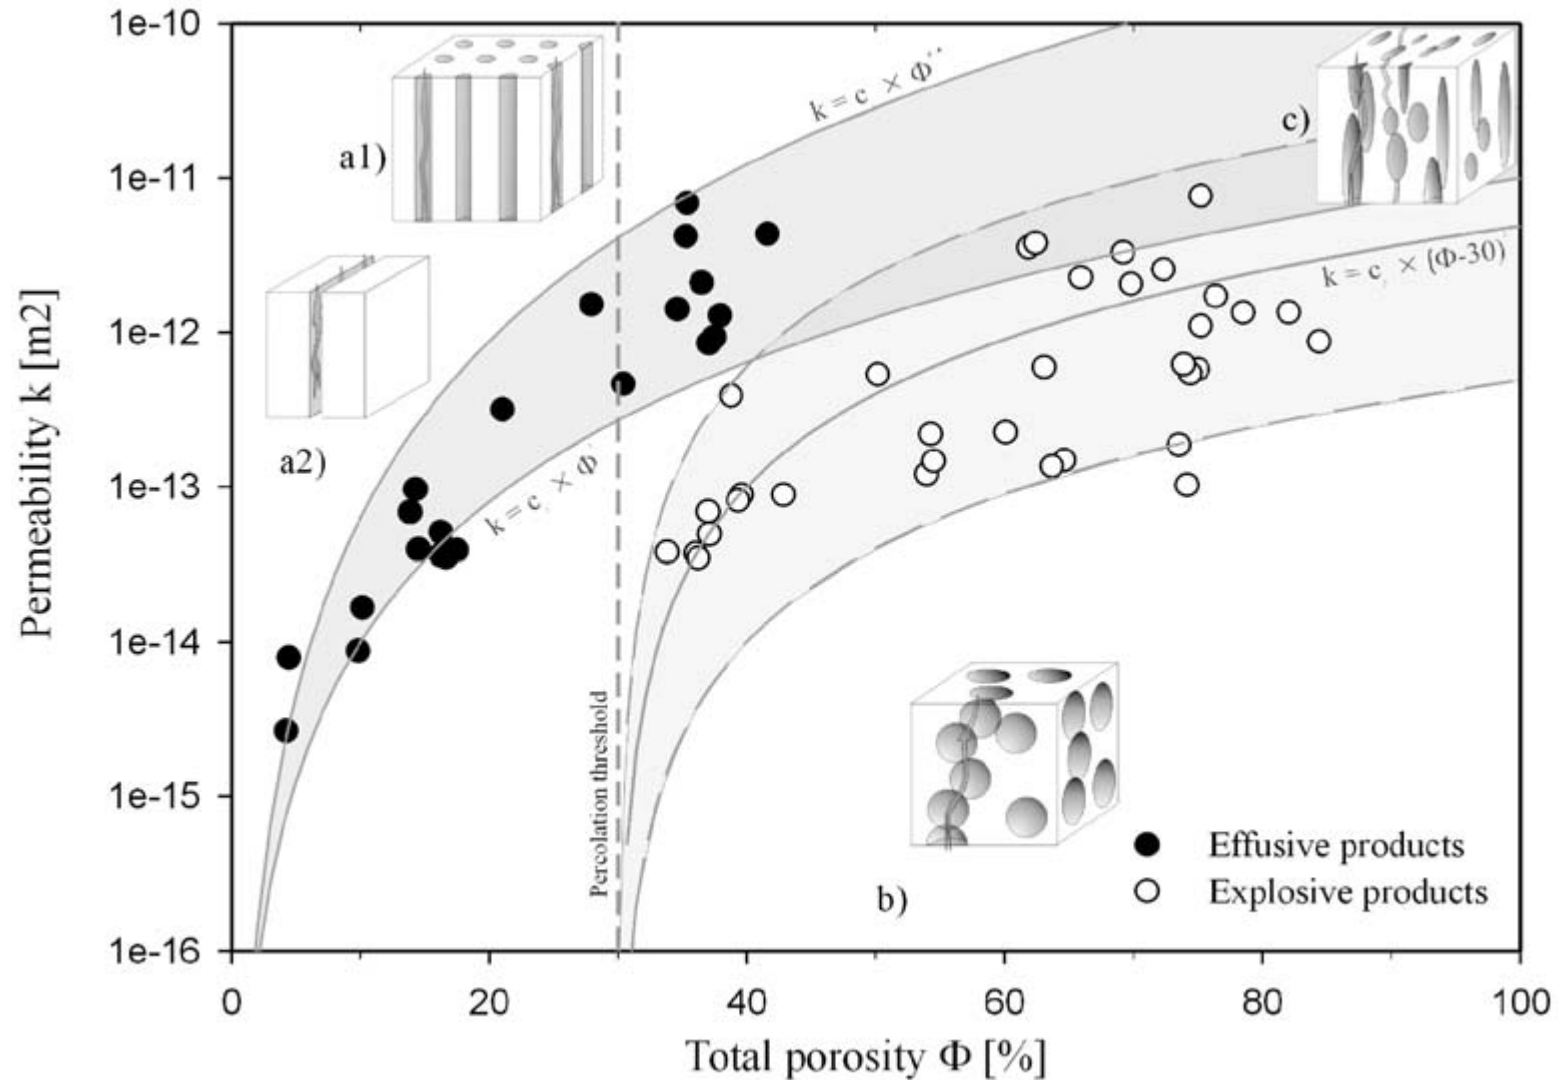 1e-10
1e-11
1e-12
1e-13
1e-14
1e-15
1e-16
Permeability k [m2]
0
20
40
60
80
100
Total porosity Φ [%]
a1)
a2)
b)
c)
k = c × Φ
k = c × Φ
k = c × (Φ-30)
Percolation threshold
Effusive products
Explosive products